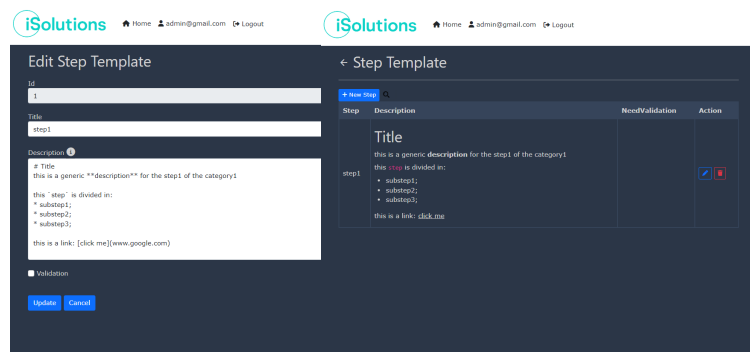 iSolutions Home admin@gmail.com Logout
Edit Step Template
Id
1
Title
step1
Description
# Title
this is a generic **description** for the step1 of the category1
this `step` is divided in:
* substep1;
* substep2;
* substep3;
this is a link: [click me](www.google.com)
Validation
Update Cancel
iSolutions Home admin@gmail.com Logout
Step Template
+ New Step
Step Description NeedValidation Action
step1
Title
this is a generic description for the step1 of the category1
this step is divided in:
• substep1;
• substep2;
• substep3;
this is a link: click me